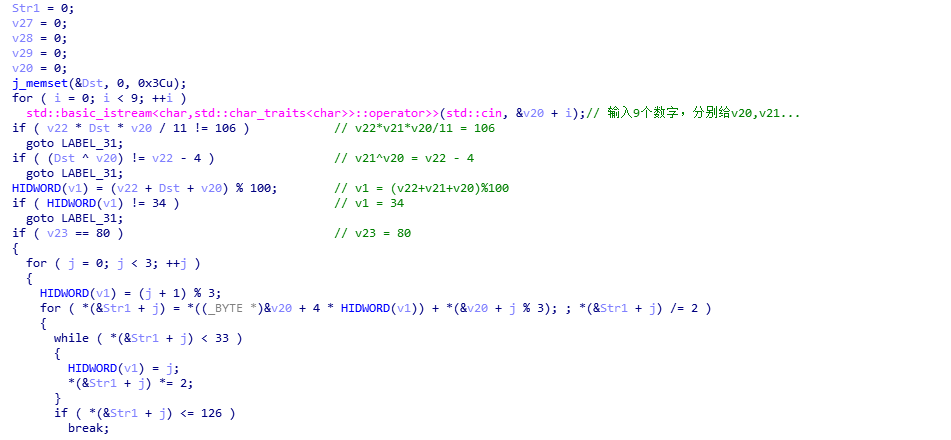 Str1 = 0;
v27 = 0;
v28 = 0;
v29 = 0;
v20 = 0;
j_memset(&Dst, 0, 0x3Cu);
for ( i = 0; i < 9; ++i )
  std::basic_istream<char,std::char_traits<char>>::operator>>(std::cin, &v20 + i);// 输入9个数字，分别给v20,v21...
if ( v22 * Dst * v20 / 11 != 106 )              // v22*v21*v20/11 = 106
  goto LABEL_31;
if ( (Dst ^ v20) != v22 - 4 )                   // v21^v20 = v22 - 4
  goto LABEL_31;
HIDWORD(v1) = (v22 + Dst + v20) % 100;          // v1 = (v22+v21+v20)%100
if ( HIDWORD(v1) != 34 )                        // v1 = 34
  goto LABEL_31;
if ( v23 == 80 )                                // v23 = 80
{
  for ( j = 0; j < 3; ++j )
  {
    HIDWORD(v1) = (j + 1) % 3;
    for ( *(&Str1 + j) = *((_BYTE *)&v20 + 4 * HIDWORD(v1)) + *(&v20 + j % 3); ; *(&Str1 + j) /= 2 )
    {
      while ( *(&Str1 + j) < 33 )
      {
        HIDWORD(v1) = j;
        *(&Str1 + j) *= 2;
      }
      if ( *(&Str1 + j) <= 126 )
        break;